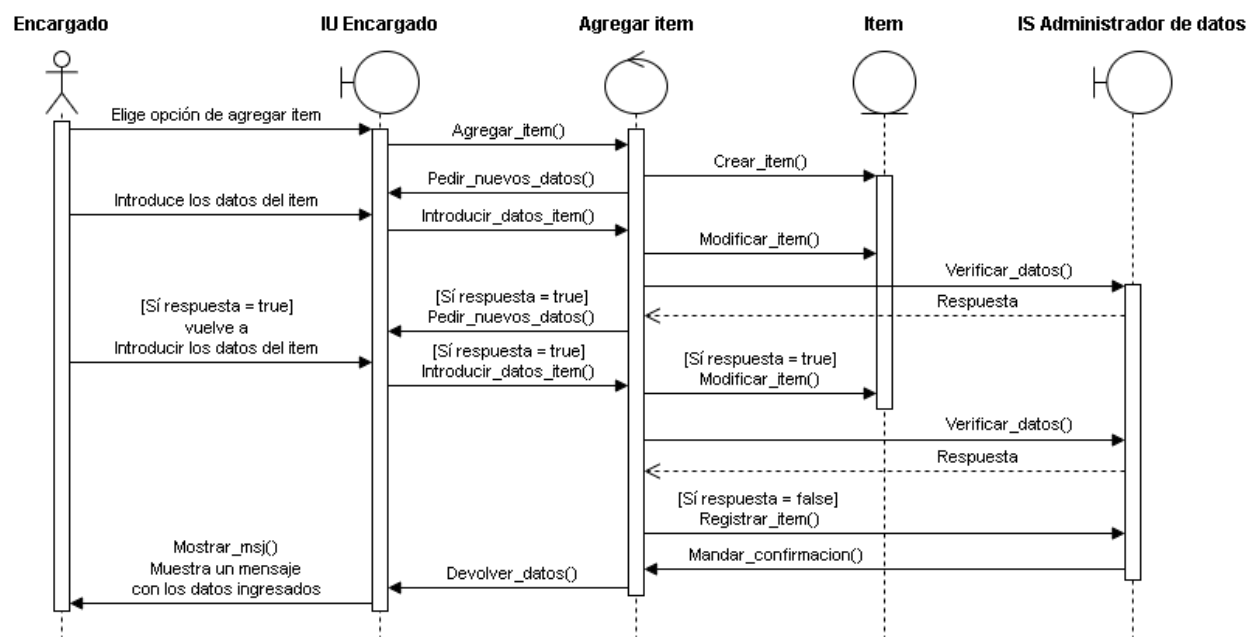 Encargado
IU Encargado
Agregar item
Item
IS Administrador de datos
Elige opción de agregar item
Agregar_item()
Crear_item()
Pedir_nuevos_datos()
Introduce los datos del item
Introducir_datos_item()
Modificar_item()
Verificar_datos()
Respuesta
[Sí respuesta = true]
Pedir_nuevos_datos()
[Sí respuesta = true]
vuelve a
Introducir los datos del item
[Sí respuesta = true]
Introducir_datos_item()
[Sí respuesta = true]
Modificar_item()
Verificar_datos()
Respuesta
[Sí respuesta = false]
Registrar_item()
Mandar_confirmacion()
Devolver_datos()
Mostrar_msj()
Muestra un mensaje
con los datos ingresados